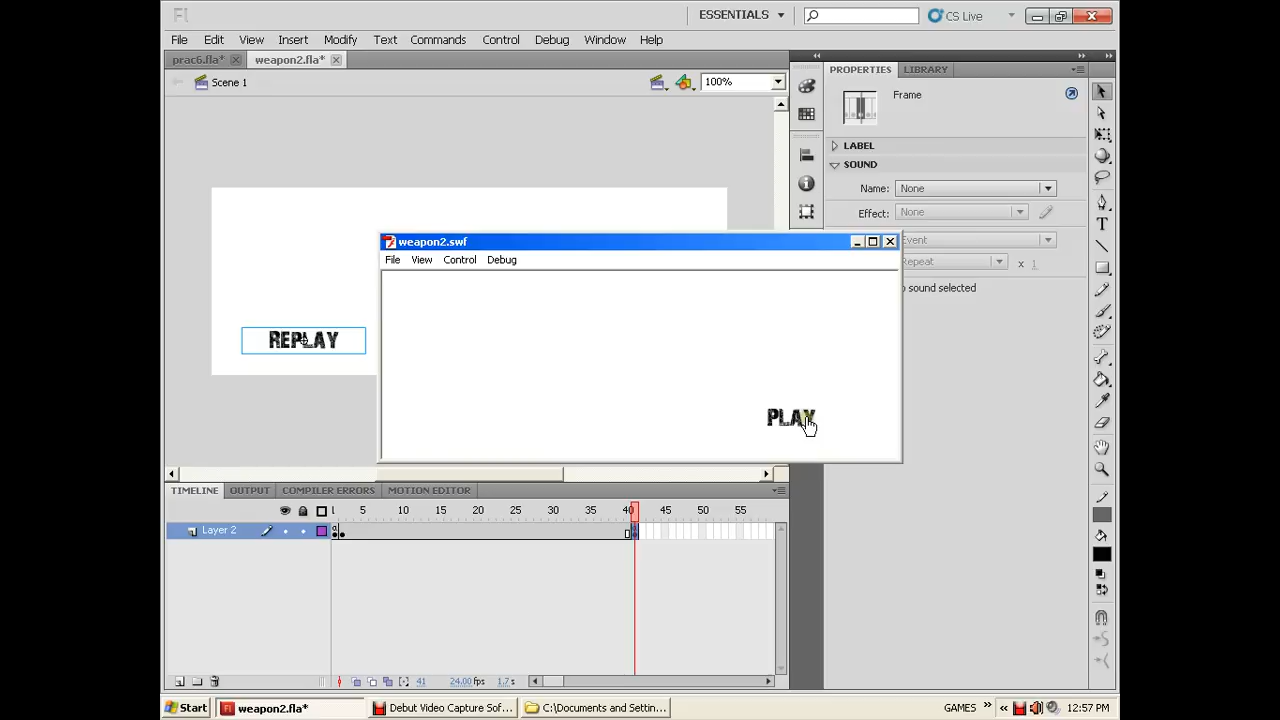 Fl
ESSENTIALS
CS Live
File Edit View Insert Modify Text Commands Control Debug Window Help
prac6.fla* weapon2.fla*
Scene 1
100%
PROPERTIES LIBRARY
Frame
LABEL
SOUND
Name: None
Effect: None
Event
Repeat x 1
o sound selected
REPLAY
weapon2.swf
File View Control Debug
PLAY
TIMELINE OUTPUT COMPILER ERRORS MOTION EDITOR
1 5 10 15 20 25 30 35 40 45 50 55
Layer 2
41 24.00fps 1.7s
Start weapon2.fla* Debut Video Capture Sof... C:\Documents and Settin... GAMES » « 12:57 PM